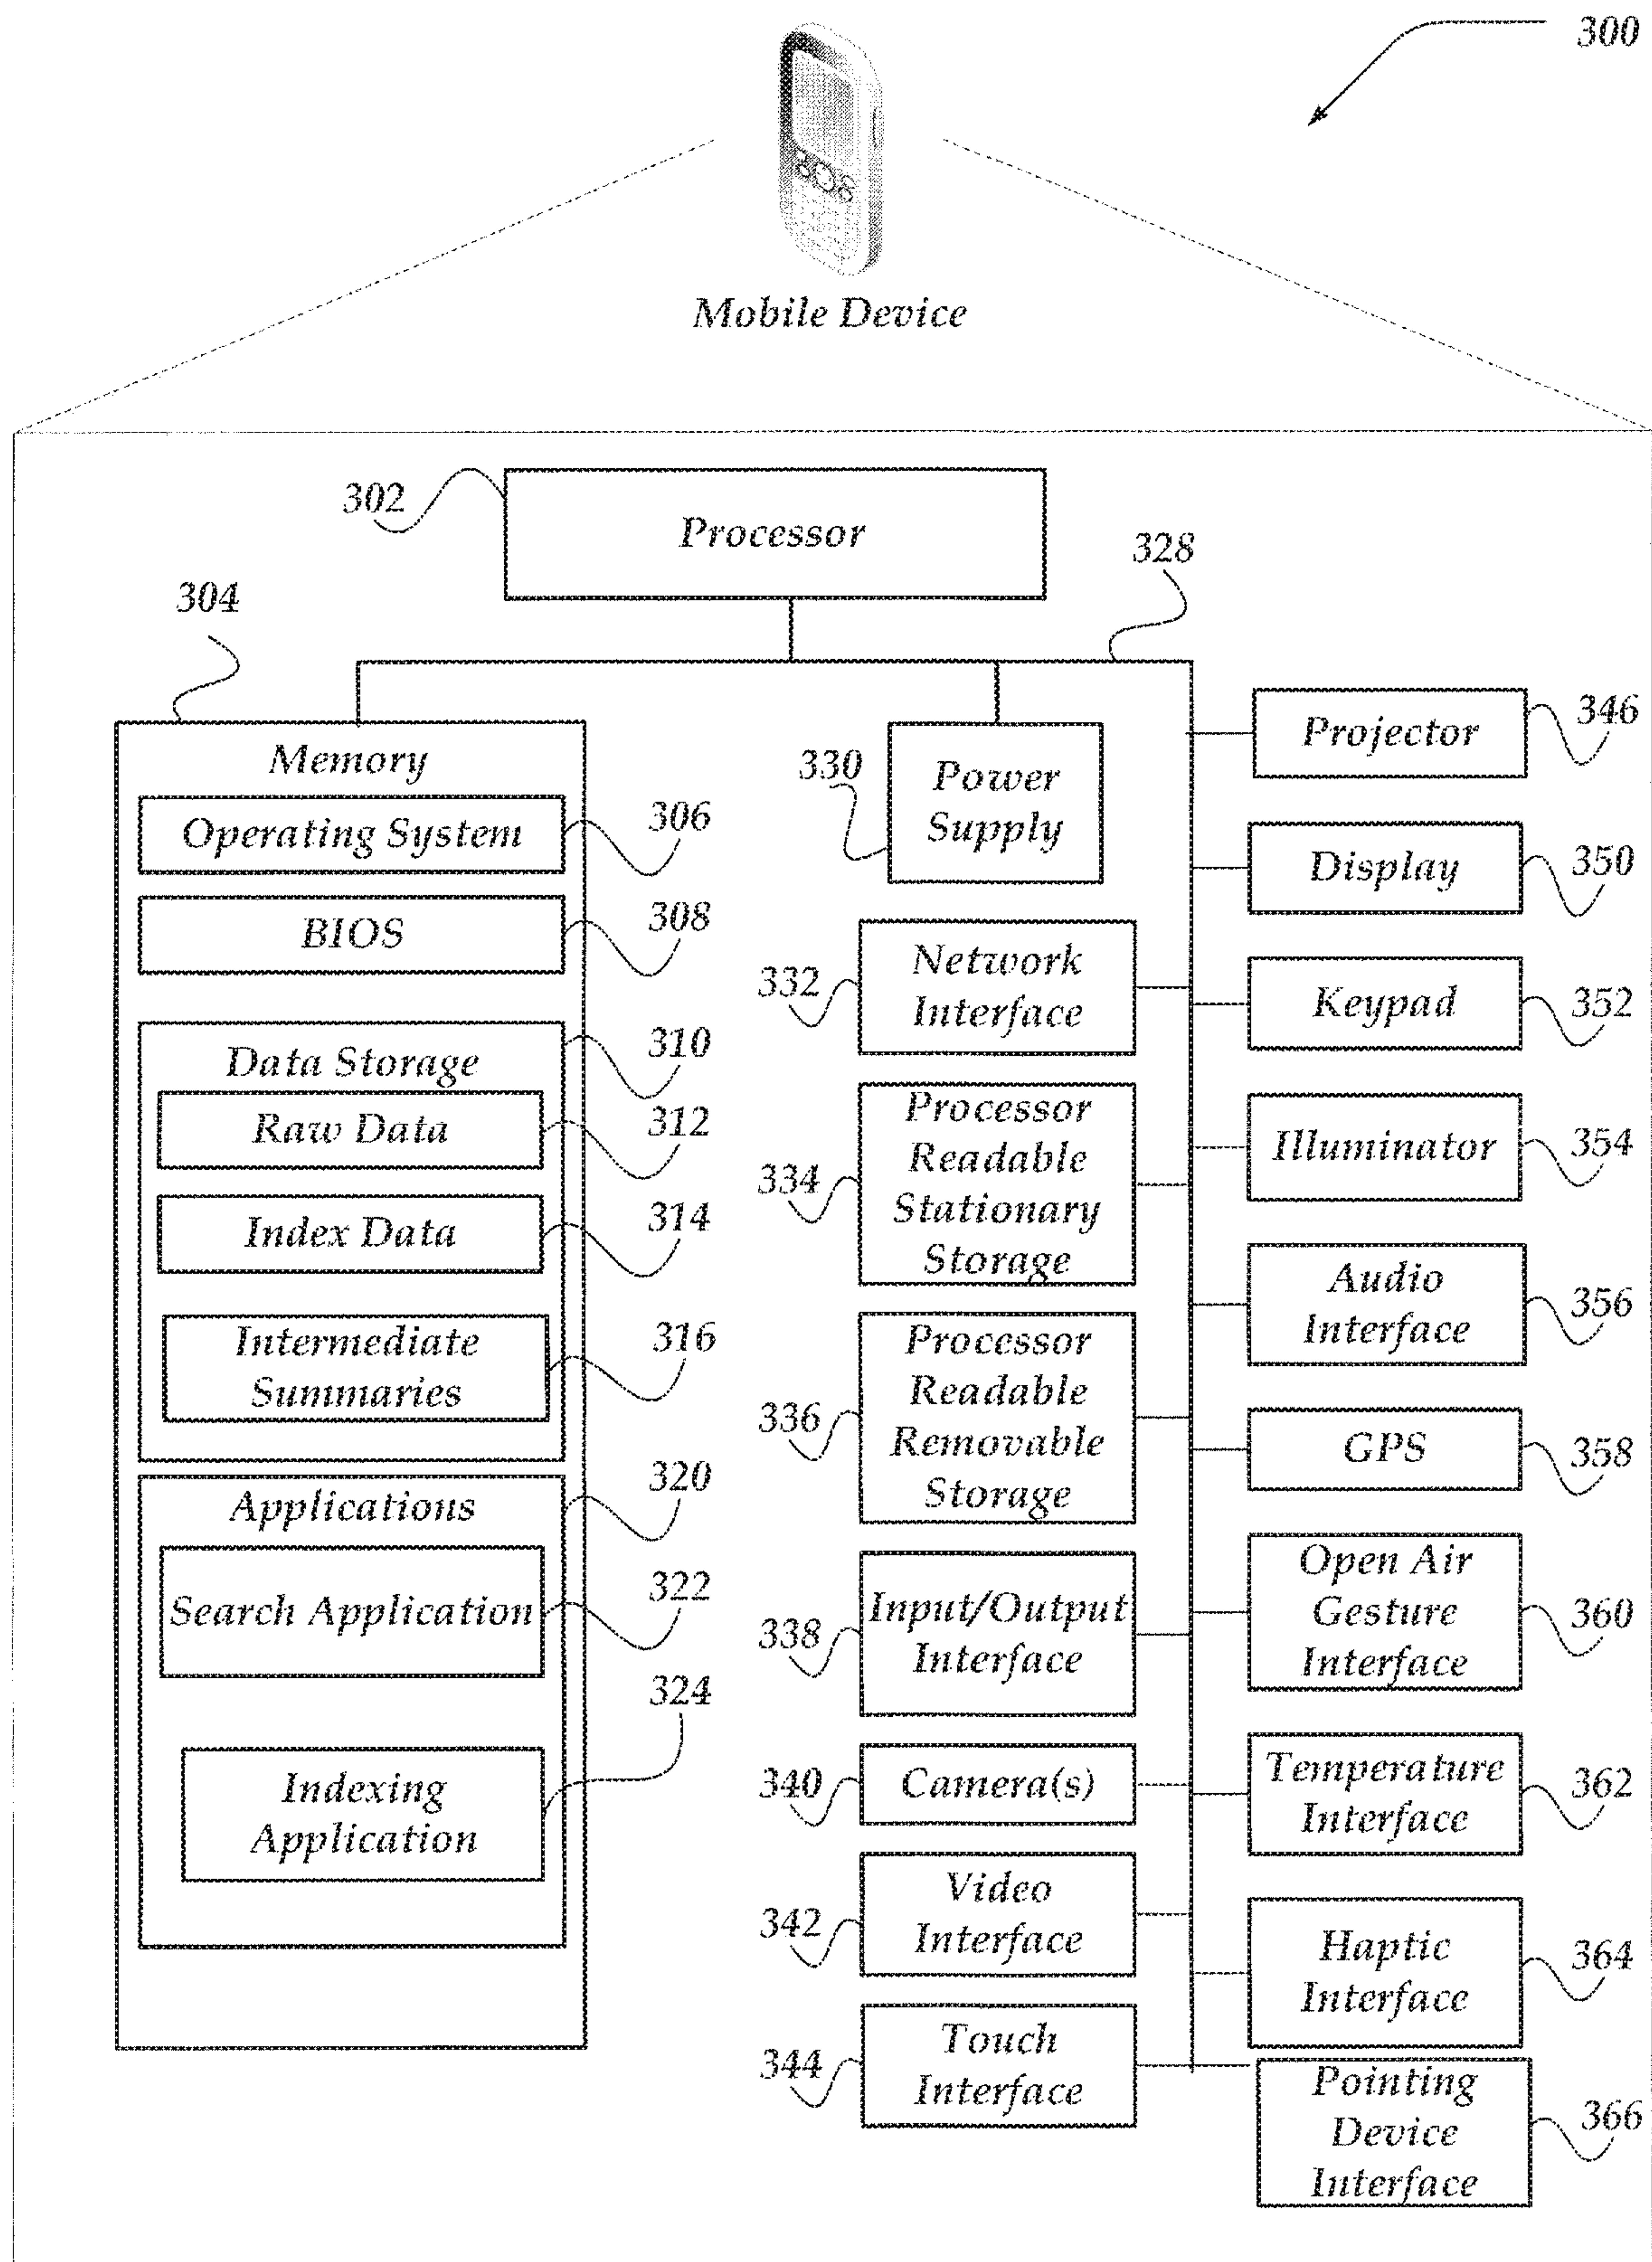 300
Mobile Device
302
Processor
328
304
Memory
Operating System
306
BIOS
308
Data Storage
310
Raw Data
312
Index Data
314
Intermediate
Summaries
316
Applications
320
Search Application
322
324
Indexing
Application
330
Power
Supply
332
Network
Interface
334
Processor
Readable
Stationary
Storage
336
Processor
Readable
Removable
Storage
338
Input/Output
Interface
340
Camera(s)
342
Video
Interface
344
Touch
Interface
Projector
346
Display
350
Keypad
352
Illuminator
354
Audio
Interface
356
GPS
358
Open Air
Gesture
Interface
360
Temperature
Interface
362
Haptic
Interface
364
Pointing
Device
Interface
366